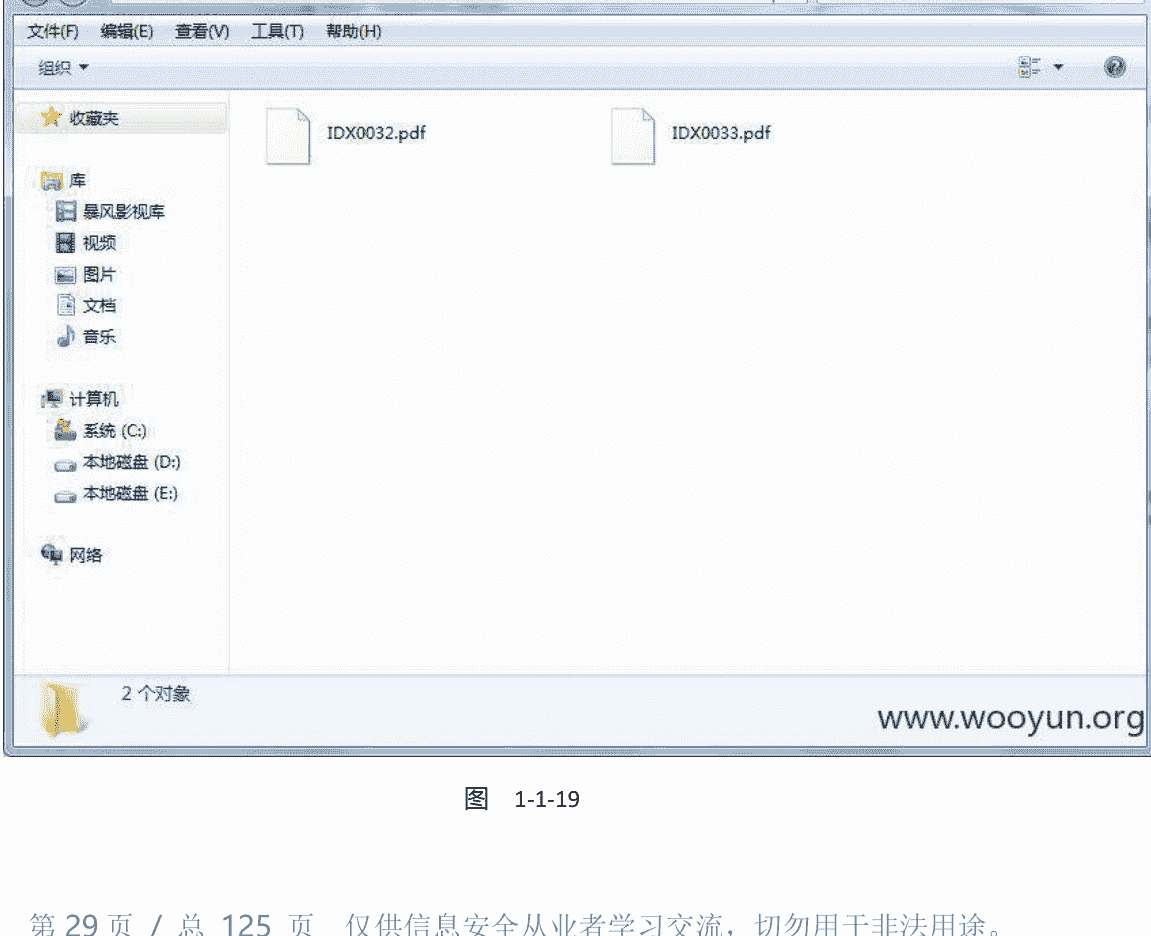 文件(F) 编辑(E) 查看(V) 工具(T) 帮助(H)
组织
收藏夹
IDX0032.pdf IDX0033.pdf
库
暴风影视库
视频
图片
文档
音乐
计算机
系统 (C:)
本地磁盘 (D:)
本地磁盘 (E:)
网络
2 个对象
www.wooyun.org
图 1-1-19
第 29 页 / 总 125 页 仅供信息安全从业者学习交流，切勿用于非法用途。